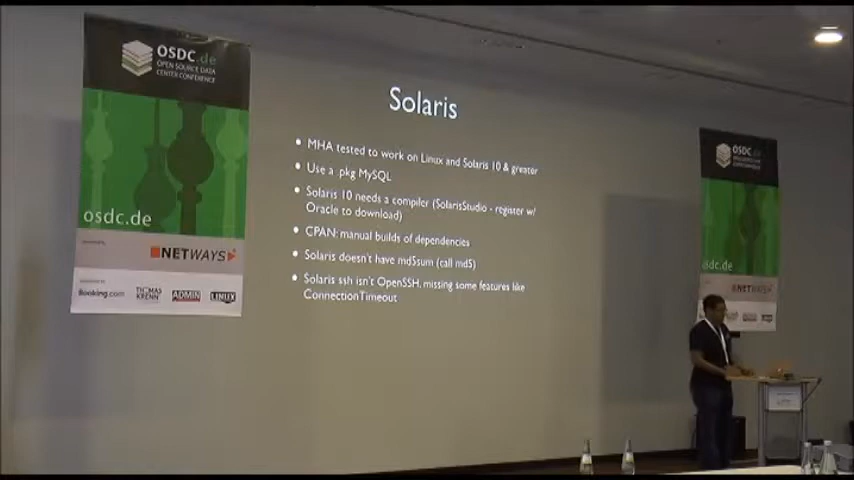 OSDC.de
OPEN SOURCE DATA
CENTER CONFERENCE
osdc.de
NETWAYS
Booking.com
THOMAS
KRENN
ADMIN
LINUX
Solaris
• MHA tested to work on Linux and Solaris 10 & greater
• Use a .pkg MySQL
• Solaris 10 needs a compiler (SolarisStudio - register w/
Oracle to download)
• CPAN: manual builds of dependencies
• Solaris doesn't have md5sum (call md5)
• Solaris ssh isn't OpenSSH, missing some features like
ConnectionTimeout
OSDC.de
osdc.de
NETWAYS